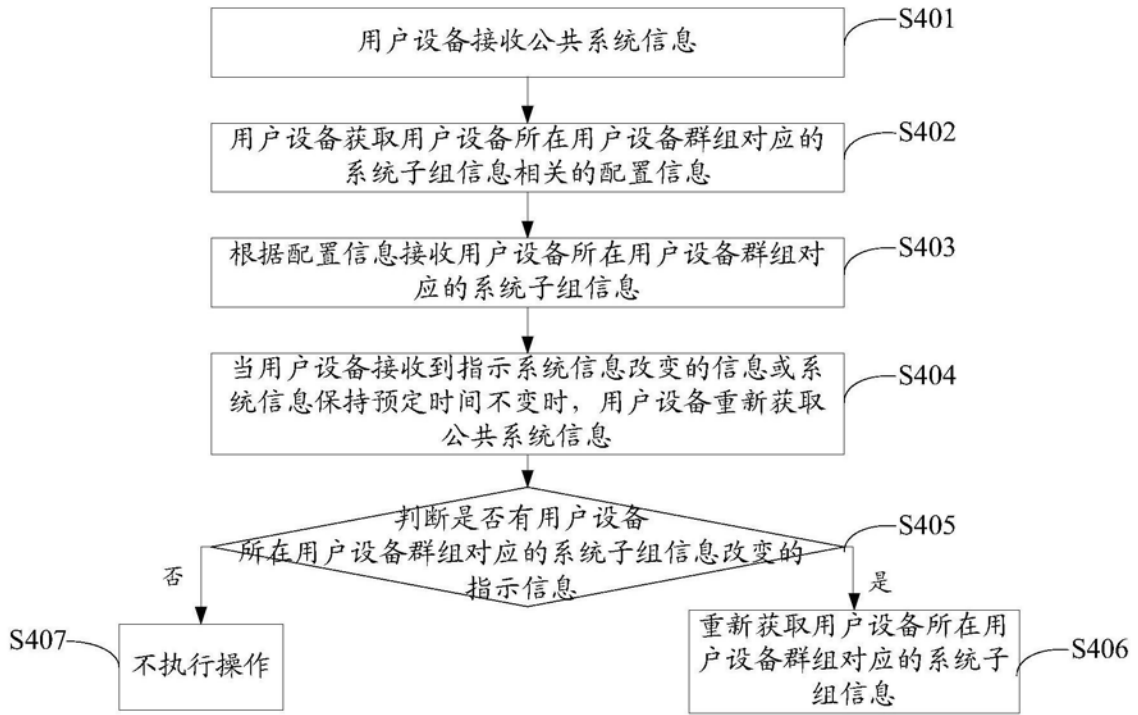 用户设备接收公共系统信息
S401
用户设备获取用户设备所在用户设备群组对应的
系统子组信息相关的配置信息
S402
根据配置信息接收用户设备所在用户设备群组对
应的系统子组信息
S403
当用户设备接收到指示系统信息改变的信息或系
统信息保持预定时间不变时，用户设备重新获取
公共系统信息
S404
判断是否有用户设备
所在用户设备群组对应的系统子组信息改变的
指示信息
S405
否
是
S407
不执行操作
重新获取用户设备所在用
户设备群组对应的系统子
组信息
S406